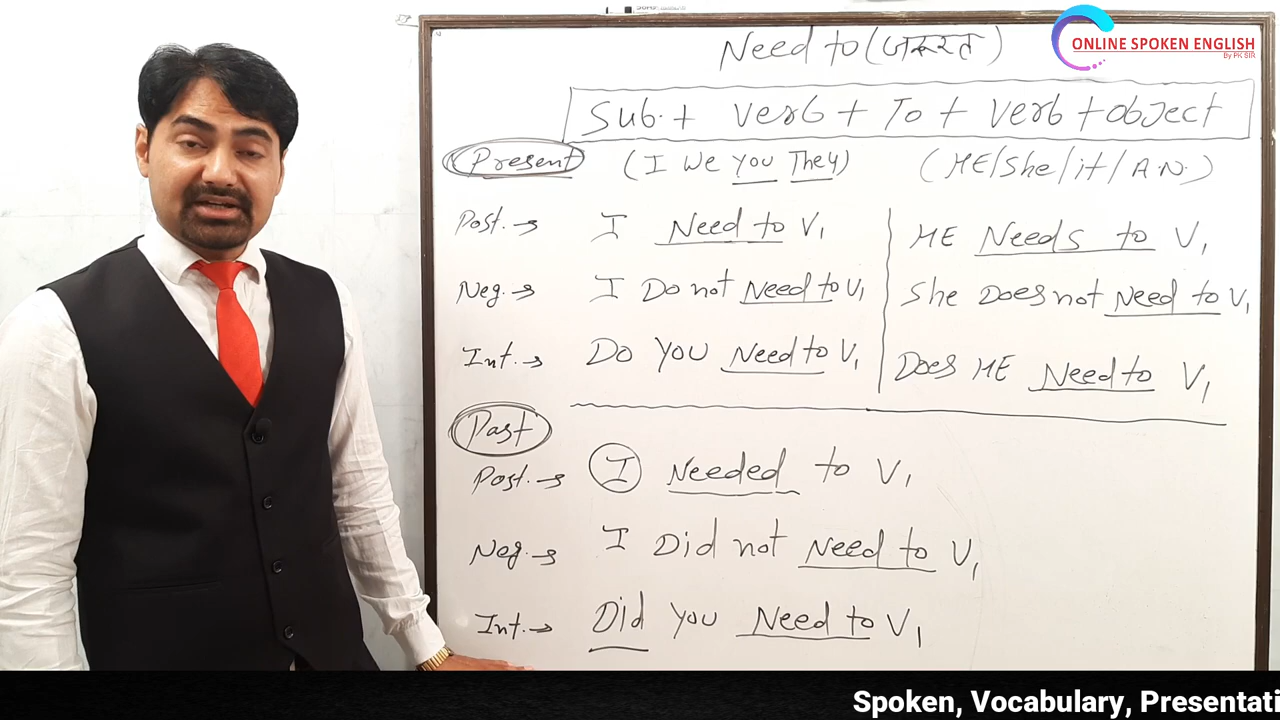 Need to (जरूरत)
ONLINE SPOKEN ENGLISH
By PK SIR
Sub.+ Verb + To + Verb + object
Present (I We You They) (HE/She/it/A.N.)
Post.→ I Need to V1 HE Needs to V1
Neg.→ I Do not Need to V1 She Does not Need to V1
Int.→ Do you Need to V1 Does HE Need to V1
Past
Post.→ I Needed to V1
Neg.→ I Did not Need to V1
Int.→ Did you Need to V1
Spoken, Vocabulary, Presentati